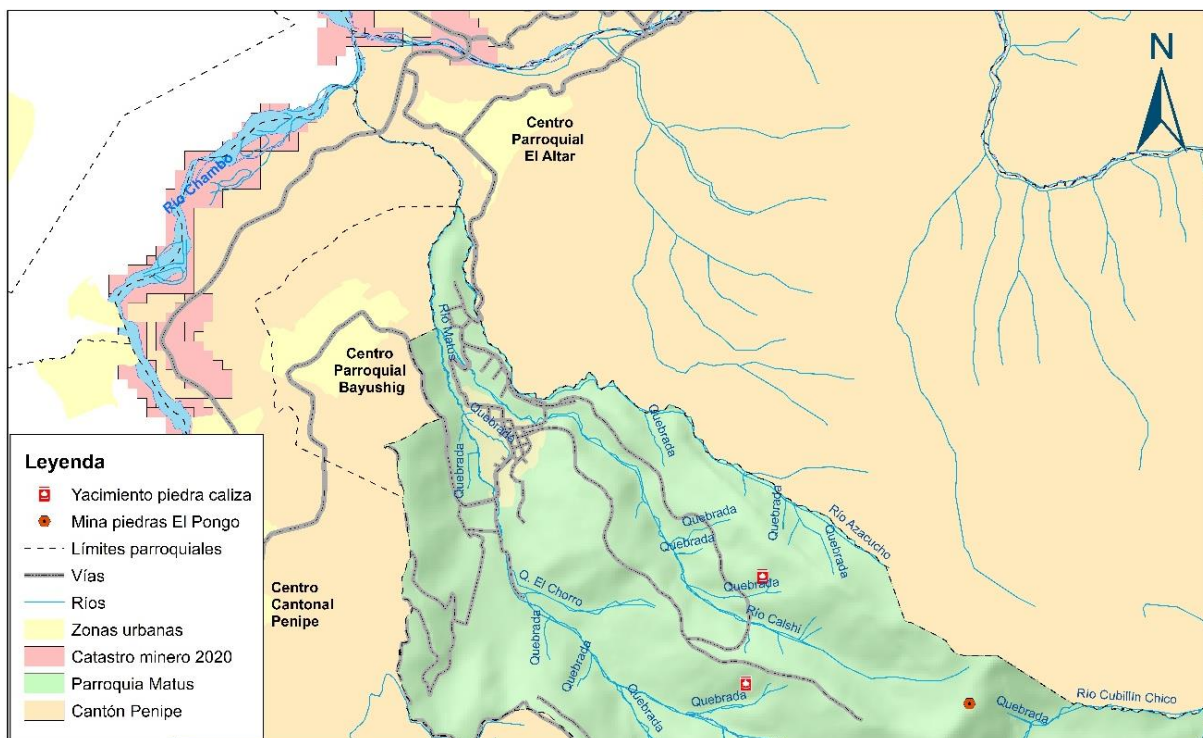 N
Centro
Parroquial
El Altar
Río Chambo
Río Matus
Centro
Parroquial
Bayushig
Quebrada
Quebrada
Quebrada
Quebrada
Quebrada
Quebrada
Río Azacucho
Quebrada
Quebrada
Q. El Chorro
Río Calshi
Centro
Cantonal
Penipe
Quebrada
Quebrada
Quebrada
Quebrada
Quebrada
Río Cubillín Chico
Leyenda
Yacimiento piedra caliza
Mina piedras El Pongo
Límites parroquiales
Vías
Ríos
Zonas urbanas
Catastro minero 2020
Parroquia Matus
Cantón Penipe